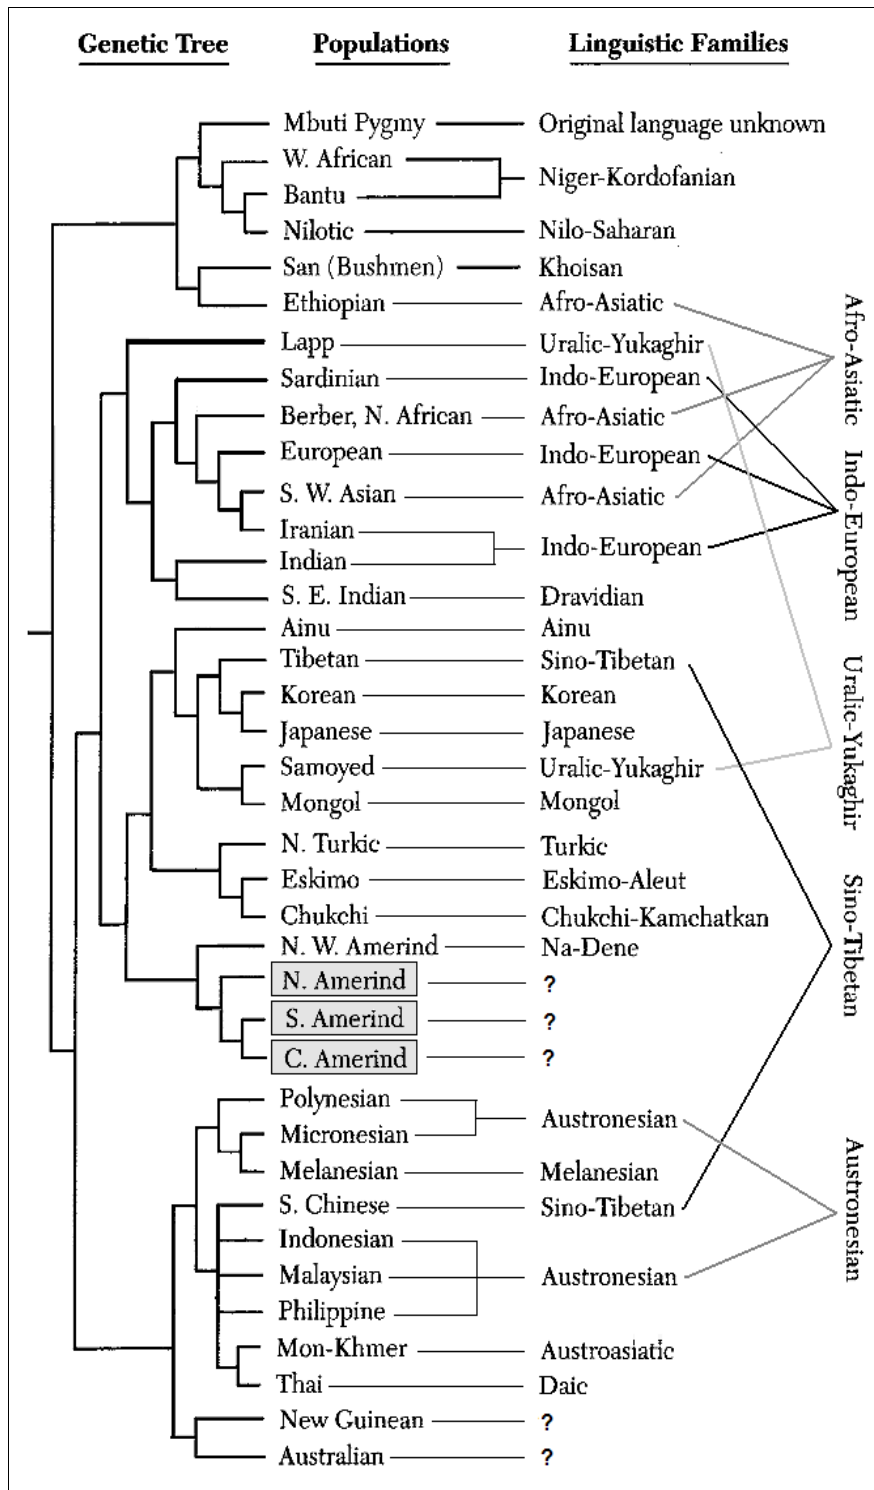 Genetic Tree Populations Linguistic Families
Mbuti Pygmy Original language unknown
W. African
Niger-Kordofanian
Bantu
Nilotic Nilo-Saharan
San (Bushmen) Khoisan
Ethiopian Afro-Asiatic
Lapp Uralic-Yukaghir
Sardinian Indo-European
Berber, N. African Afro-Asiatic
European Indo-European
S. W. Asian Afro-Asiatic
Iranian
Indo-European
Indian
S. E. Indian Dravidian
Ainu Ainu
Tibetan Sino-Tibetan
Korean Korean
Japanese Japanese
Samoyed Uralic-Yukaghir
Mongol Mongol
N. Turkic Turkic
Eskimo Eskimo-Aleut
Chukchi Chukchi-Kamchatkan
N. W. Amerind Na-Dene
N. Amerind ?
S. Amerind ?
C. Amerind ?
Polynesian
Austronesian
Micronesian
Melanesian Melanesian
S. Chinese Sino-Tibetan
Indonesian
Malaysian Austronesian
Philippine
Mon-Khmer Austroasiatic
Thai Daic
New Guinean ?
Australian ?
Afro-Asiatic
Indo-European
Uralic-Yukaghir
Sino-Tibetan
Austronesian